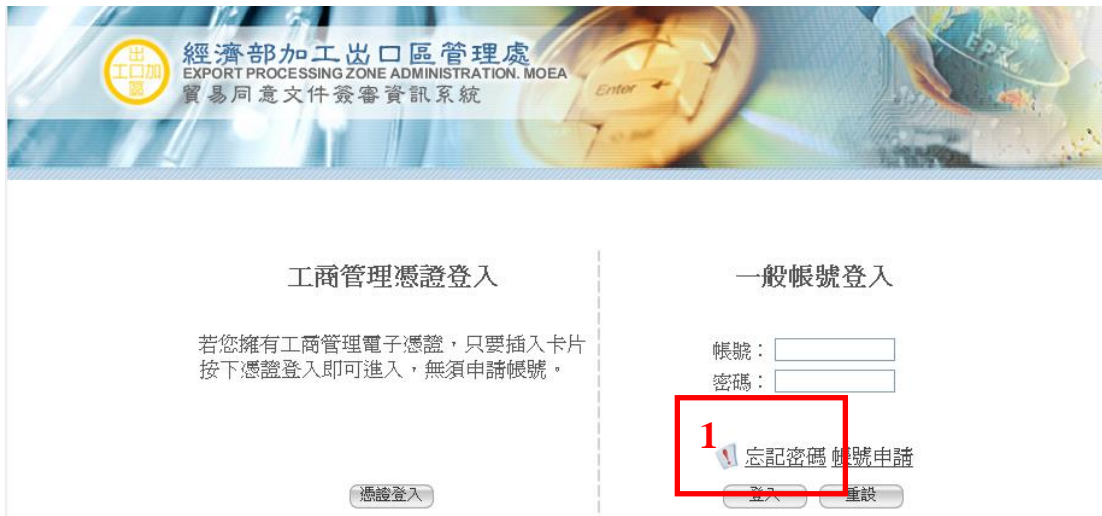 出
工口加
區
經濟部加工出口區管理處
EXPORT PROCESSING ZONE ADMINISTRATION. MOEA
貿易同意文件簽審資訊系統
Enter
EPZ
工商管理憑證登入
若您擁有工商管理電子憑證，只要插入卡片
按下憑證登入即可進入，無須申請帳號。
憑證登入
一般帳號登入
帳號：
密碼：
1
忘記密碼 帳號申請
登入 重設